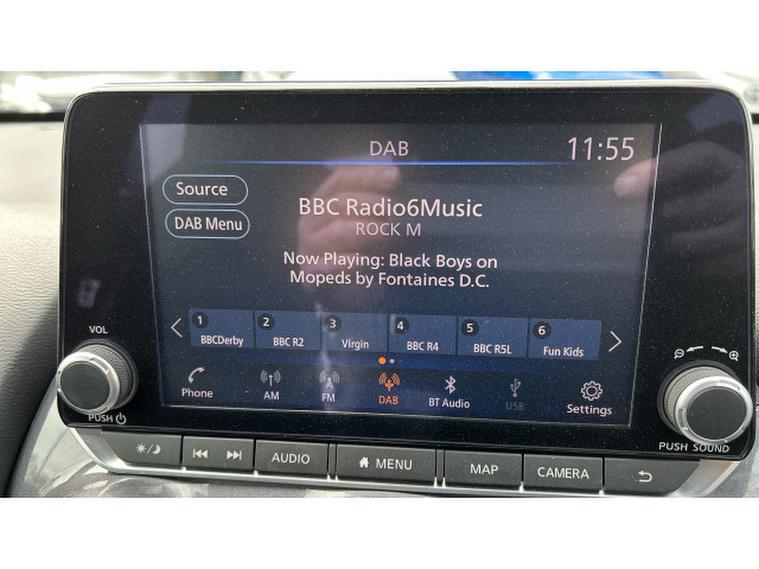 DAB
11:55
Source
DAB Menu
BBC Radio6Music
ROCK M
Now Playing: Black Boys on
Mopeds by Fontaines D.C.
1 BBCDerby
2 BBC R2
3 Virgin
4 BBC R4
5 BBC R5L
6 Fun Kids
Phone
AM
FM
DAB
BT Audio
USB
Settings
VOL
PUSH
PUSH SOUND
AUDIO
MENU
MAP
CAMERA